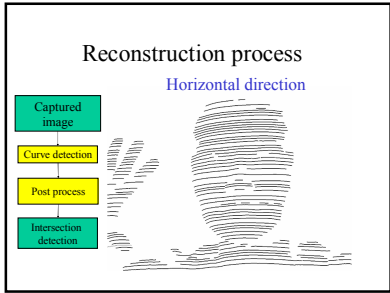 Reconstruction process
Horizontal direction
Captured
image
Curve detection
Post process
Intersection
detection